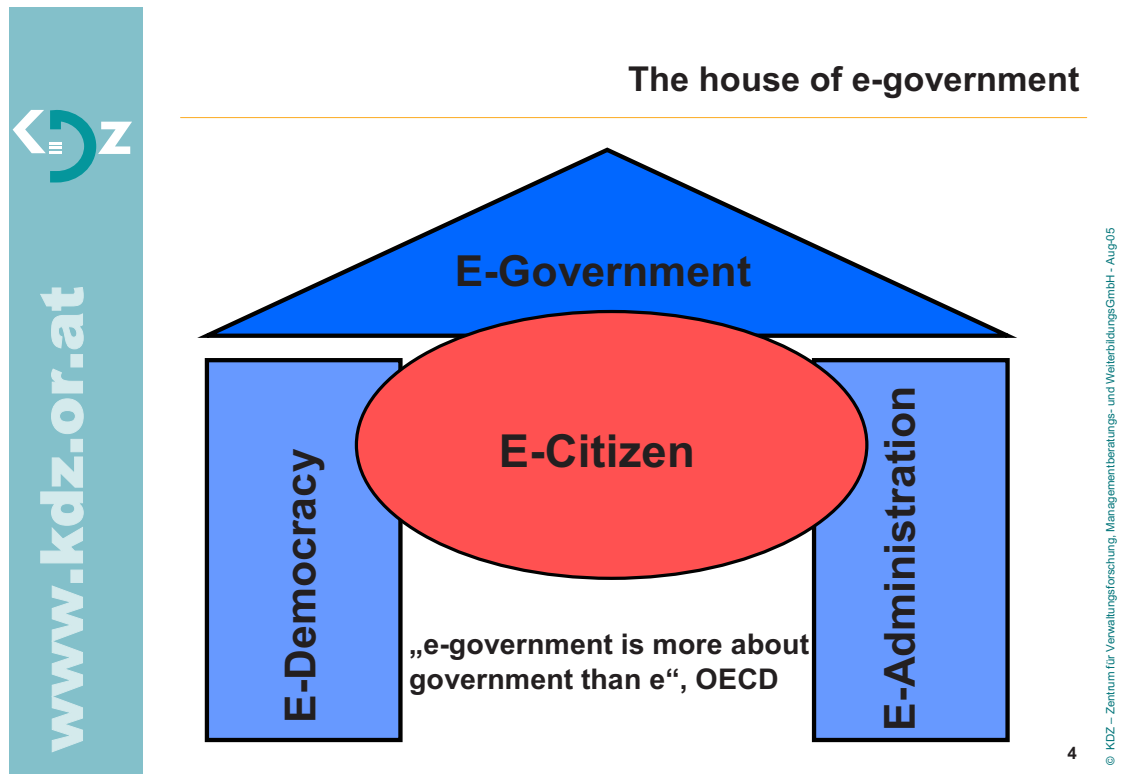 The house of e-government
KDZ
www.kdz.or.at
E-Government
E-Citizen
E-Democracy
E-Administration
„e-government is more about
government than e“, OECD
4
© KDZ – Zentrum für Verwaltungsforschung, Managementberatungs- und WeiterbildungsGmbH - Aug-05